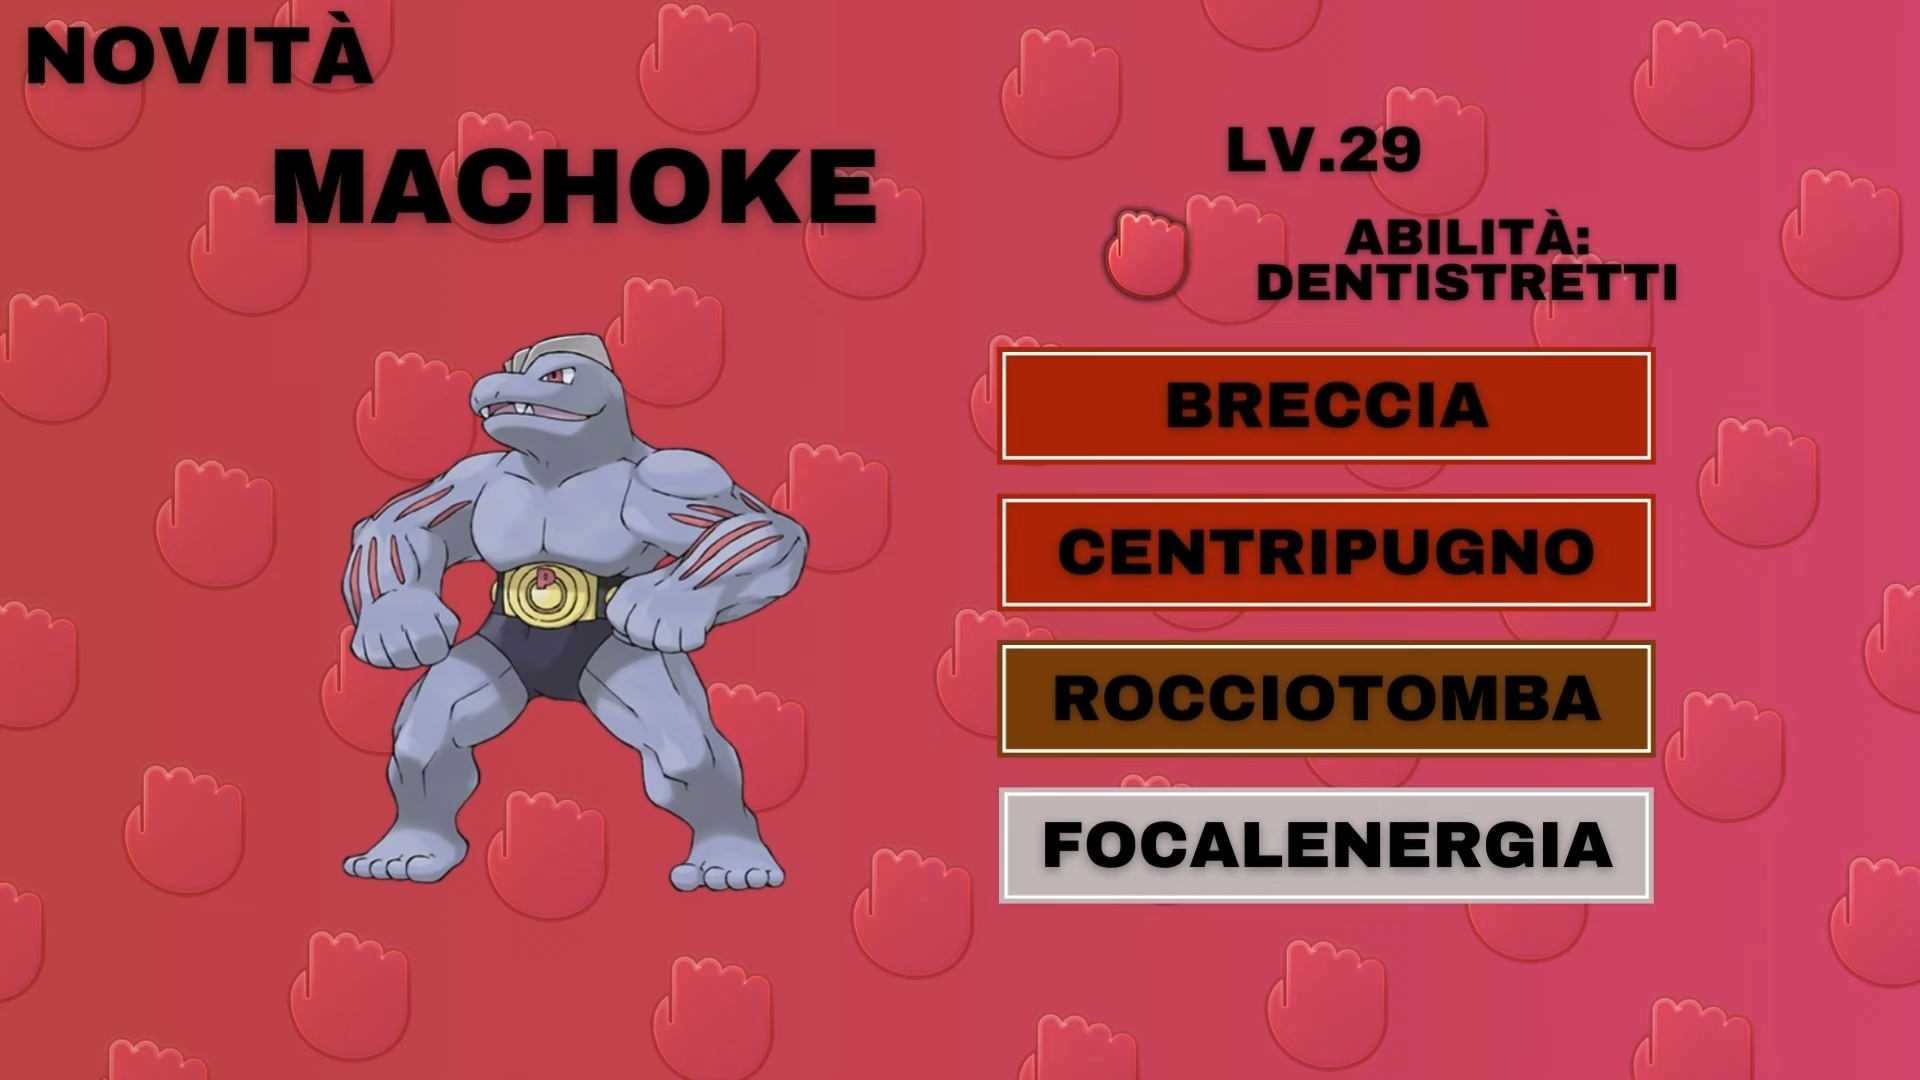 NOVITÀ
MACHOKE
LV.29
ABILITÀ:
DENTISTRETTI
BRECCIA
CENTRIPUGNO
ROCCIOTOMBA
FOCALENERGIA
P